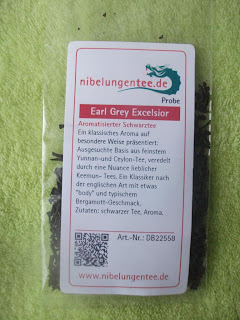 nibelungentee.de
Probe
Earl Grey Excelsior
Aromatisierter Schwarztee
Ein klassisches Aroma auf
besondere Weise präsentiert:
Ausgesuchte Basis aus feinstem
Yunnan-und Ceylon-Tee, veredelt
durch eine Nuance lieblicher
Keemun- Tees. Ein Klassiker nach
der englischen Art mit etwas
"body" und typischem
Bergamott-Geschmack.
Zutaten: schwarzer Tee, Aroma.
Art.-Nr.: DB22558
www.nibelungentee.de